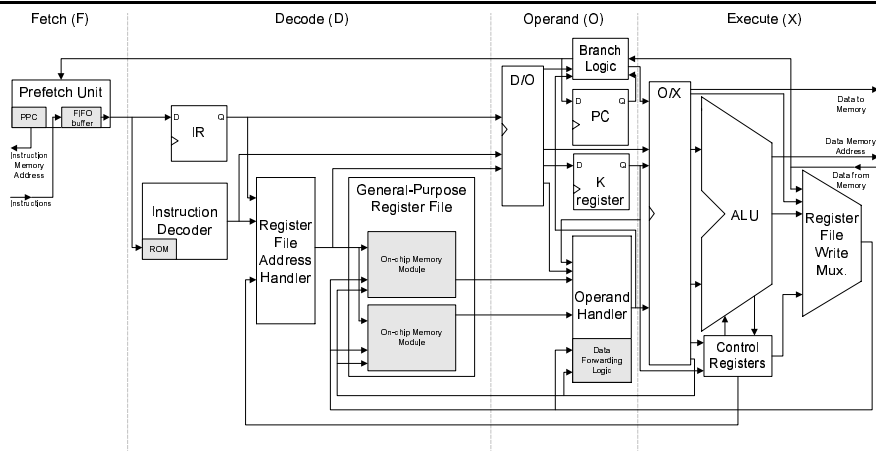 Fetch (F)
Decode (D)
Operand (O)
Execute (X)
Prefetch Unit
PPC
FIFO
buffer
Instruction
Memory
Address
Instructions
D
Q
IR
Instruction
Decoder
ROM
Register
File
Address
Handler
General-Purpose
Register File
On-chip Memory
Module
On-chip Memory
Module
D/O
Branch
Logic
D
Q
PC
D
Q
K
register
Operand
Handler
Data
Forwarding
Logic
O/X
ALU
Control
Registers
Data to
Memory
Data Memory
Address
Data from
Memory
Register
File
Write
Mux.